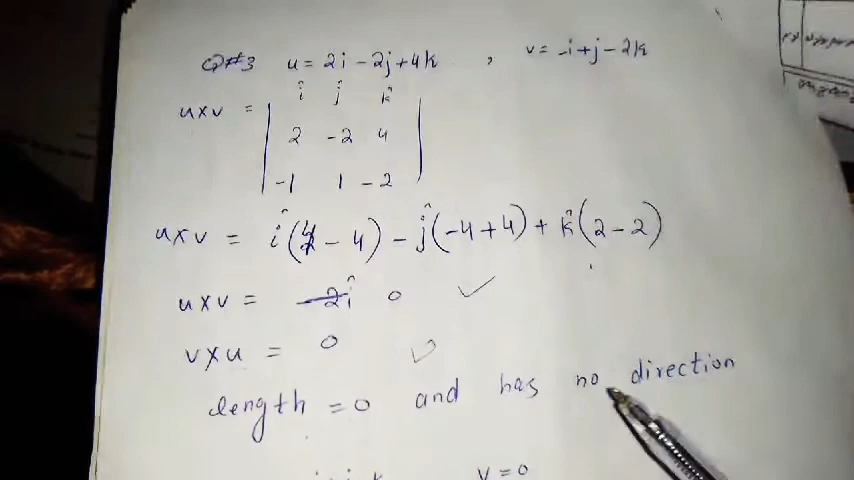 Q#3 u = 2i - 2j + 4k , v = -i + j - 2k
u×v = | î ĵ k̂
2 -2 4
-1 1 -2 |
u×v = î(4 - 4) - ĵ(-4 + 4) + k̂(2 - 2)
u×v = 0 ✓
v×u = 0 ✓
length = 0 and has no direction
v = 0